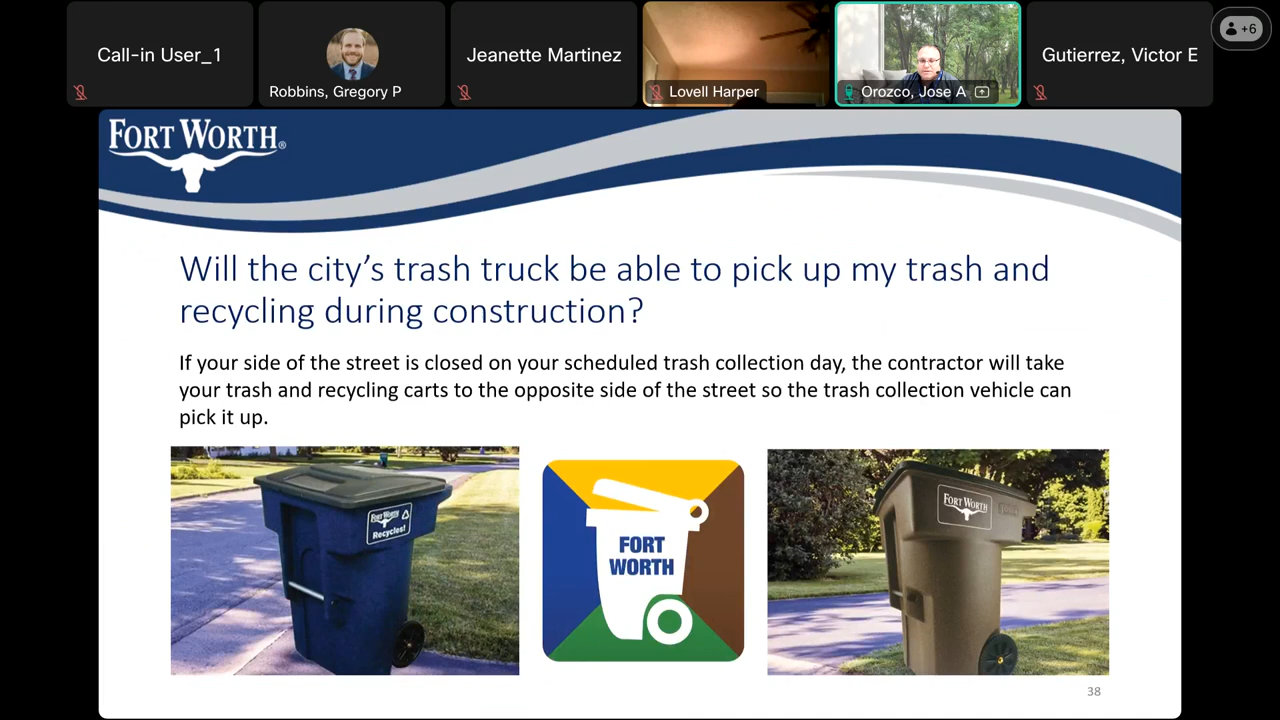 Call-in User_1
Robbins, Gregory P
Jeanette Martinez
Lovell Harper
Orozco, Jose A
Gutierrez, Victor E
+6
FORT WORTH®
Will the city's trash truck be able to pick up my trash and
recycling during construction?
If your side of the street is closed on your scheduled trash collection day, the contractor will take
your trash and recycling carts to the opposite side of the street so the trash collection vehicle can
pick it up.
FORT WORTH
Recycles!
FORT
WORTH
FORT WORTH
38